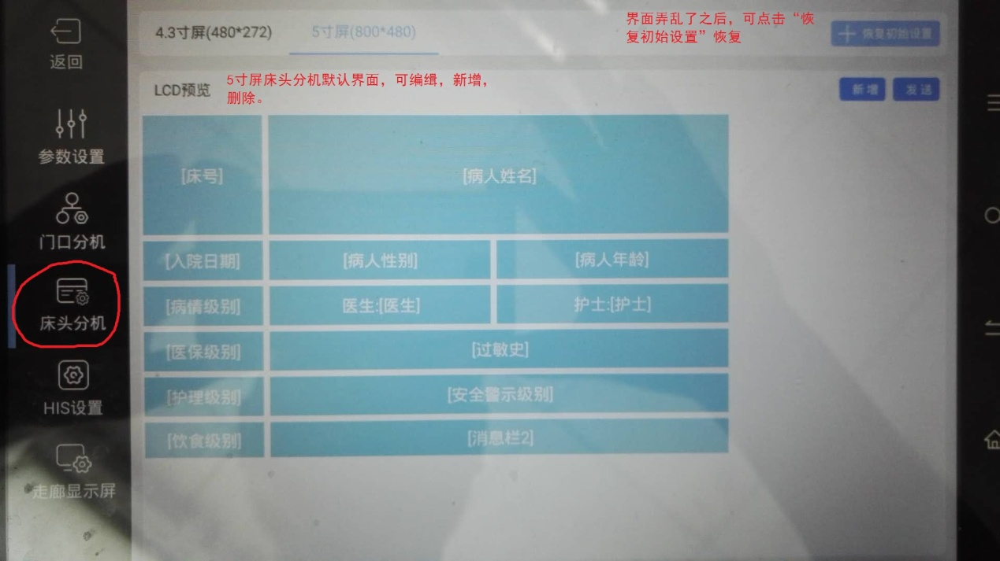 返回
参数设置
门口分机
床头分机
HIS设置
走廊显示屏
4.3寸屏(480*272)
5寸屏(800*480)
界面弄乱了之后，可点击“恢
复初始设置”恢复
恢复初始设置
LCD预览
5寸屏床头分机默认界面，可编缉，新增，
删除。
新增
发送
[床号]
[病人姓名]
[入院日期]
[病人性别]
[病人年龄]
[病情级别]
医生:[医生]
护士:[护士]
[医保级别]
[过敏史]
[护理级别]
[安全警示级别]
[饮食级别]
[消息栏2]